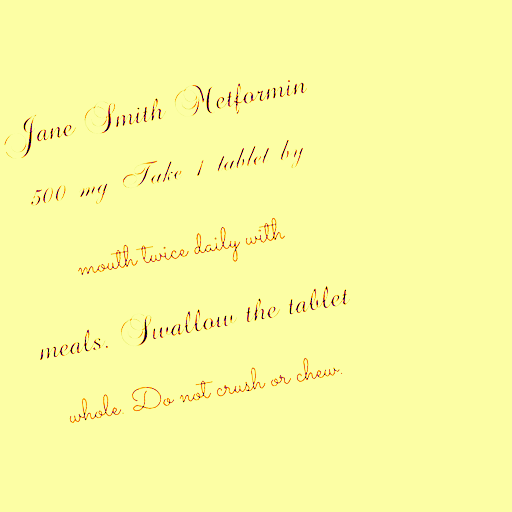 Jane Smith Metformin
500 mg Take 1 tablet by
mouth twice daily with
meals. Swallow the tablet
whole. Do not crush or chew.